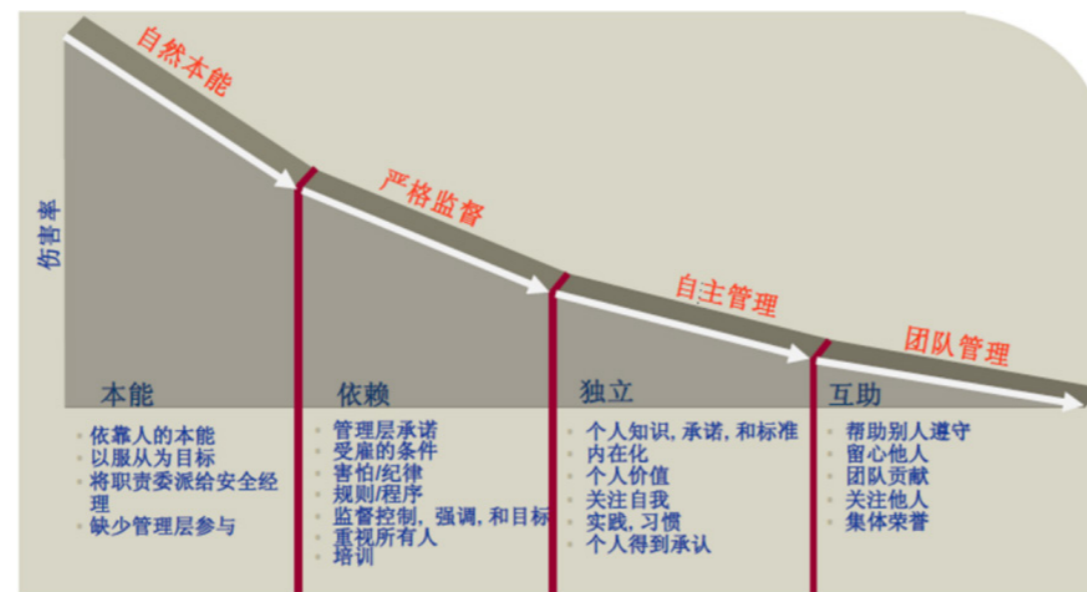 自然本能
严格监督
自主管理
团队管理
伤害率
本能
依靠人的本能
以服从为目标
将职责委派给安全经
理
缺少管理层参与
依赖
管理层承诺
受雇的条件
害怕/纪律
规则/程序
监督控制, 强调, 和目标
重视所有人
培训
独立
个人知识, 承诺, 和标准
内在化
个人价值
关注自我
实践, 习惯
个人得到承认
互助
帮助别人遵守
留心他人
团队贡献
关注他人
集体荣誉